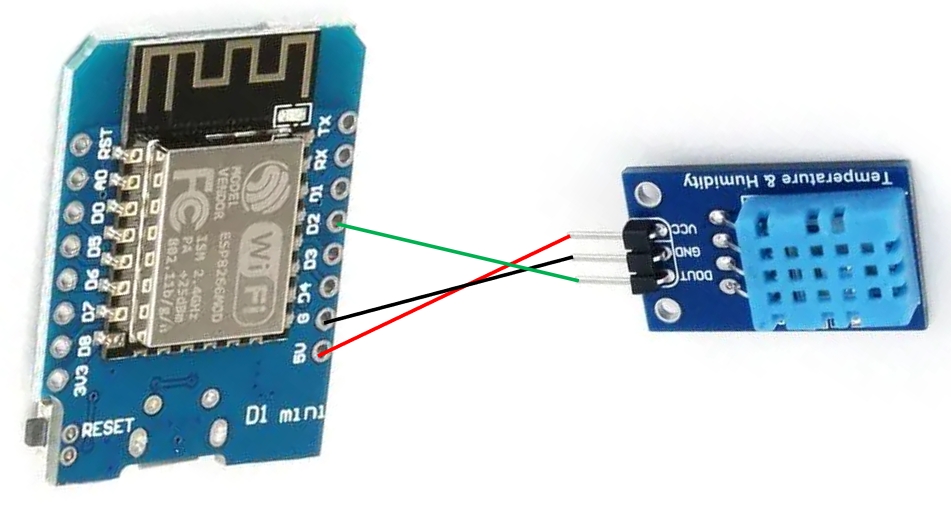 RST
A0
D0
D5
D6
D7
D8
3V3
TX
RX
D1
D2
D3
D4
G
5V
MODEL ESP8266MOD
VENDOR
WiFi
FC
ISM 2.4GHz
PA +25dBm
802.11b/g/n
RESET
D1 mini
Temperature & Humidity
VCC
GND
DOUT